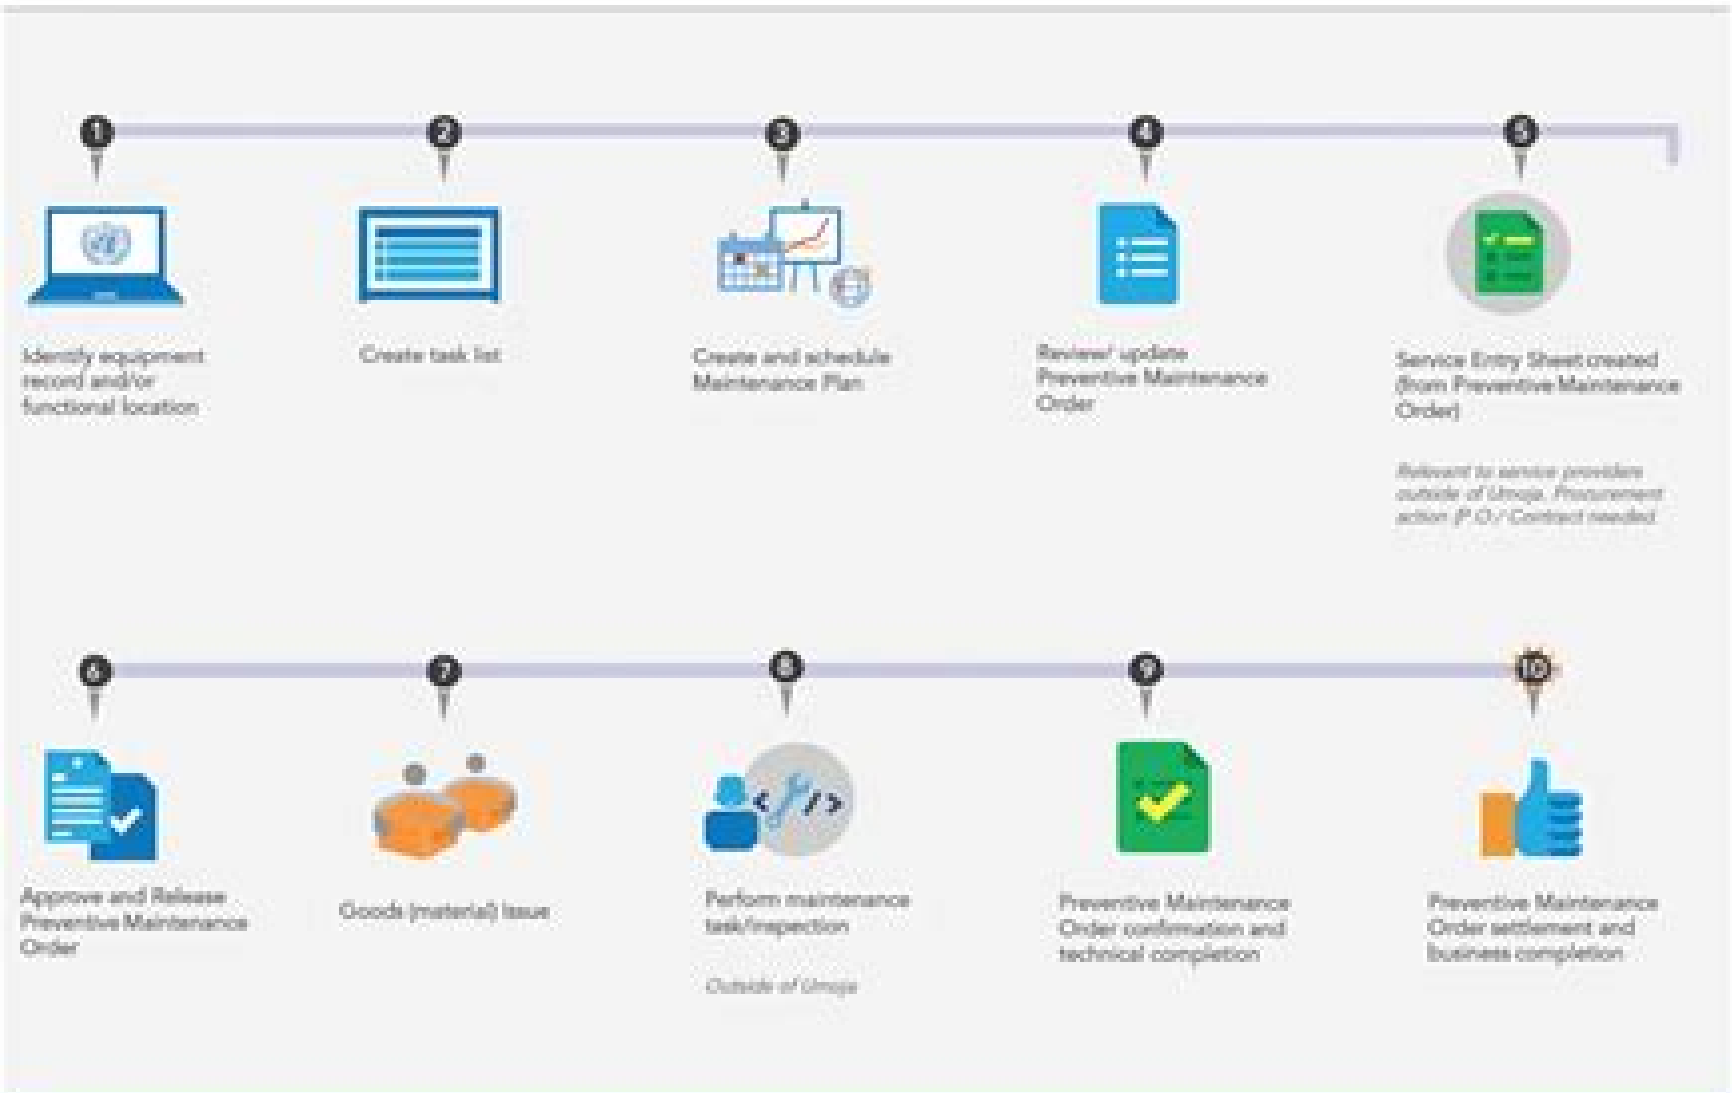 1
2
3
4
5
Identify equipment
record and/or
functional location
Create task list
Create and schedule
Maintenance Plan
Review/ update
Preventive Maintenance
Order
Service Entry Sheet created
(from Preventive Maintenance
Order)
Relevant to service providers
outside of Umoja. Procurement
action (P.O./ Contract needed
6
7
8
9
10
Approve and Release
Preventive Maintenance
Order
Goods (material) Issue
Perform maintenance
task/inspection
Outside of Umoja
Preventive Maintenance
Order confirmation and
technical completion
Preventive Maintenance
Order settlement and
business completion